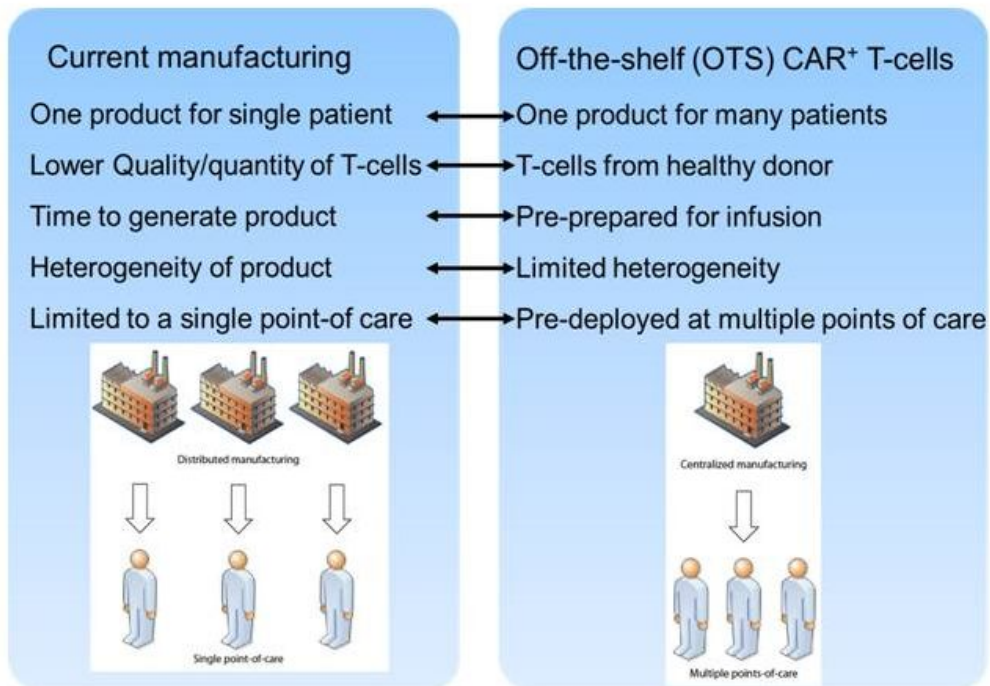 Current manufacturing
One product for single patient
Lower Quality/quantity of T-cells
Time to generate product
Heterogeneity of product
Limited to a single point-of care
Distributed manufacturing
Single point-of-care
Off-the-shelf (OTS) CAR⁺ T-cells
One product for many patients
T-cells from healthy donor
Pre-prepared for infusion
Limited heterogeneity
Pre-deployed at multiple points of care
Centralized manufacturing
Multiple points-of-care